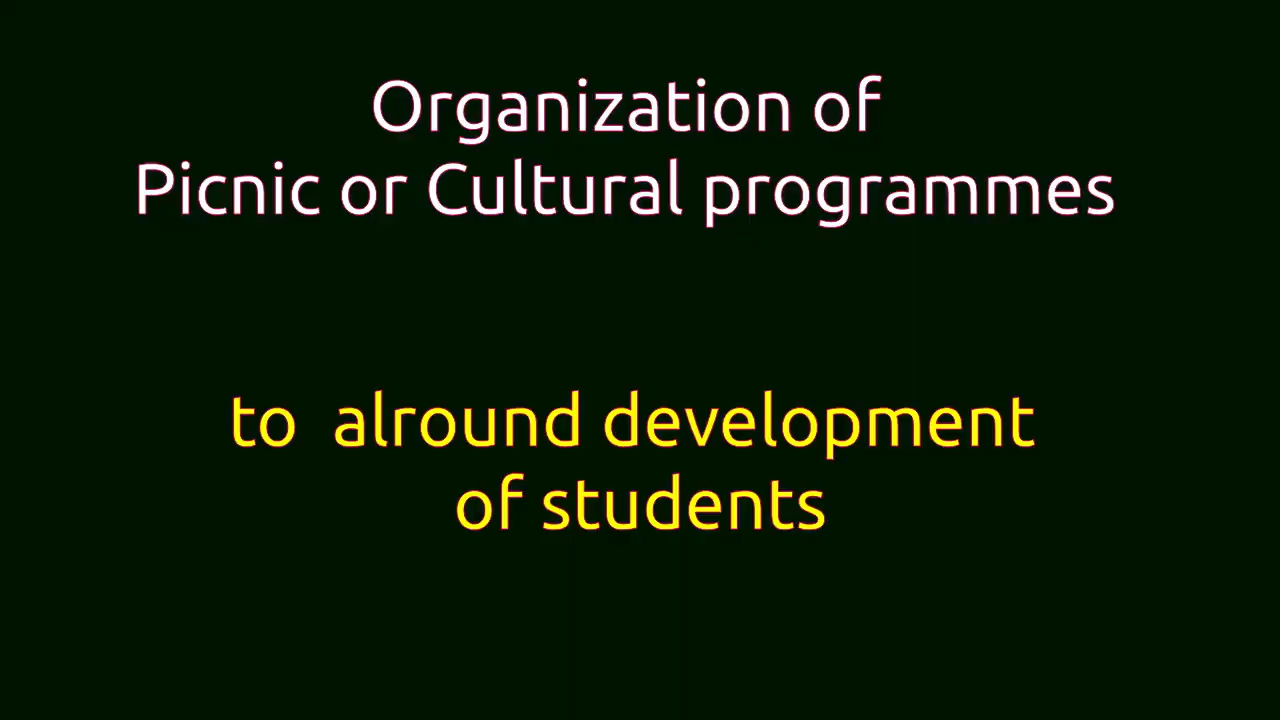 Organization of
Picnic or Cultural programmes
to alround development
of students